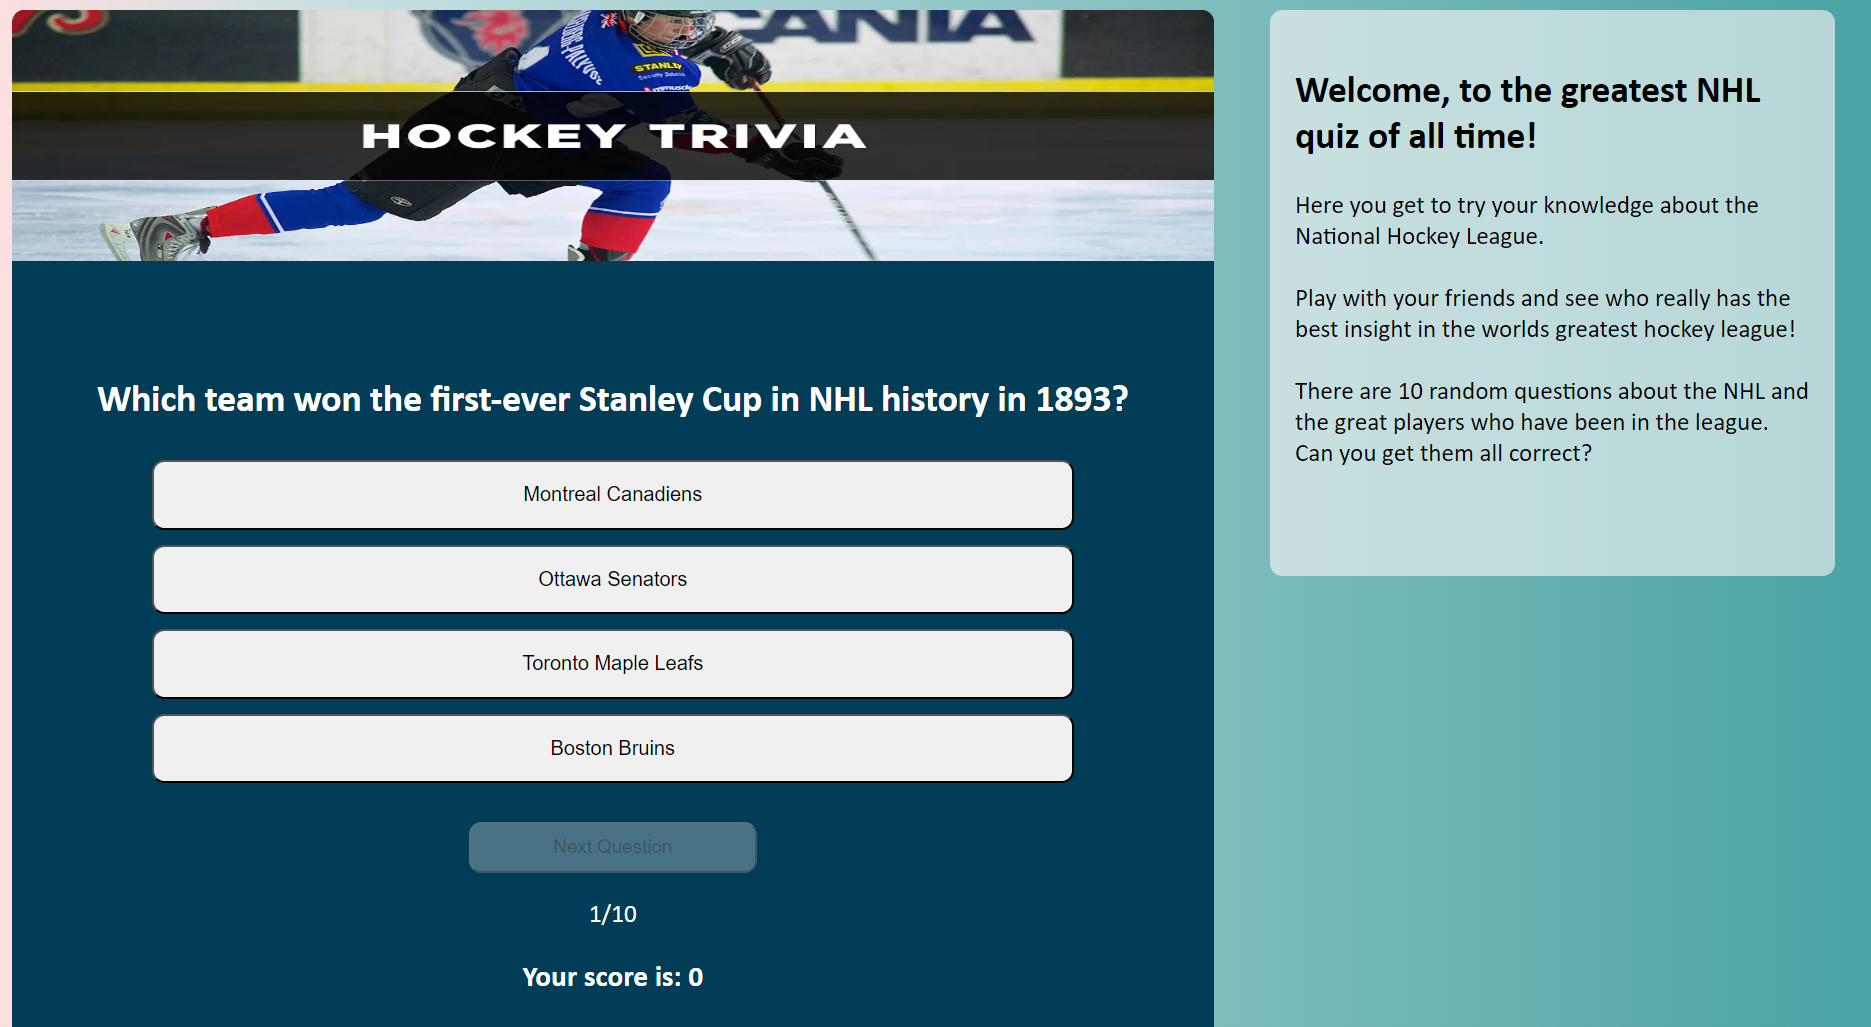 CANIA
STANLEY
Security Solutions
HOCKEY TRIVIA
Which team won the first-ever Stanley Cup in NHL history in 1893?
Montreal Canadiens
Ottawa Senators
Toronto Maple Leafs
Boston Bruins
Next Question
1/10
Your score is: 0
Welcome, to the greatest NHL
quiz of all time!
Here you get to try your knowledge about the
National Hockey League.
Play with your friends and see who really has the
best insight in the worlds greatest hockey league!
There are 10 random questions about the NHL and
the great players who have been in the league.
Can you get them all correct?